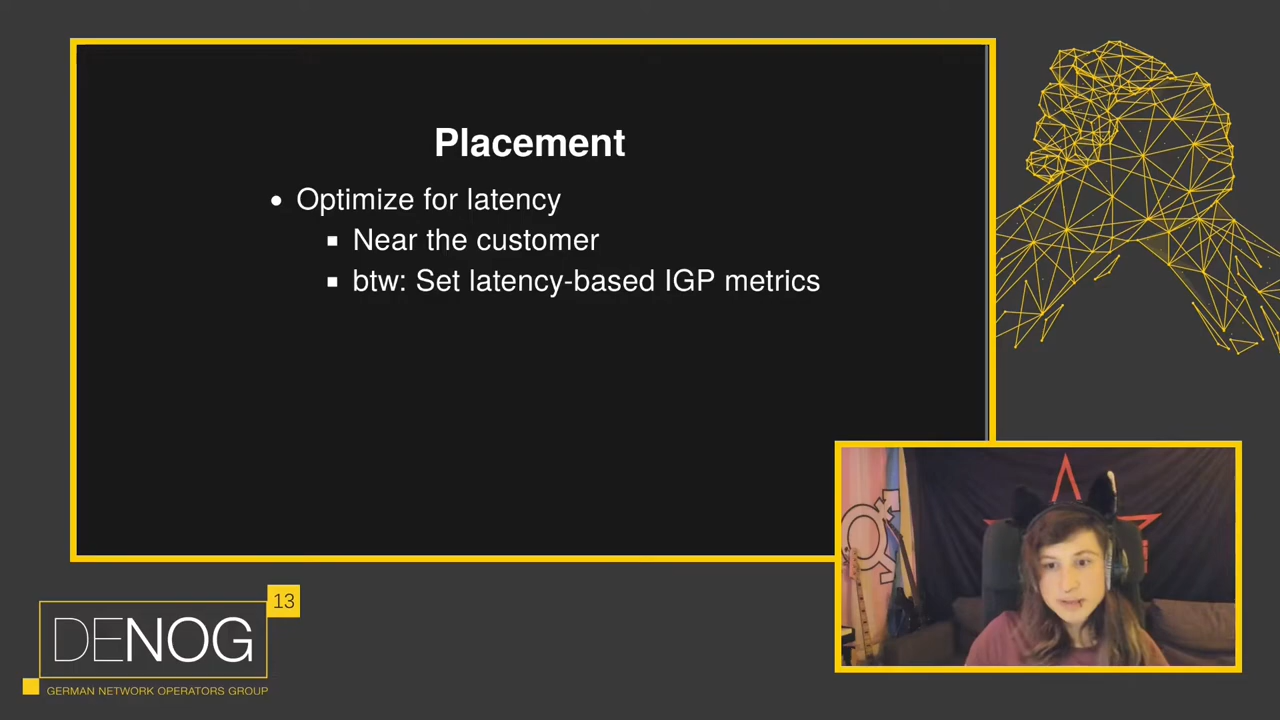 Placement
Optimize for latency
Near the customer
btw: Set latency-based IGP metrics
13
DENOG
GERMAN NETWORK OPERATORS GROUP